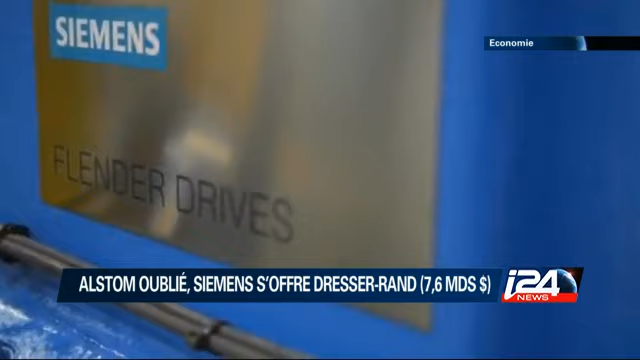 SIEMENS
Economie
FLENDER DRIVES
ALSTOM OUBLIÉ, SIEMENS S'OFFRE DRESSER-RAND (7,6 MDS $)
i24
NEWS